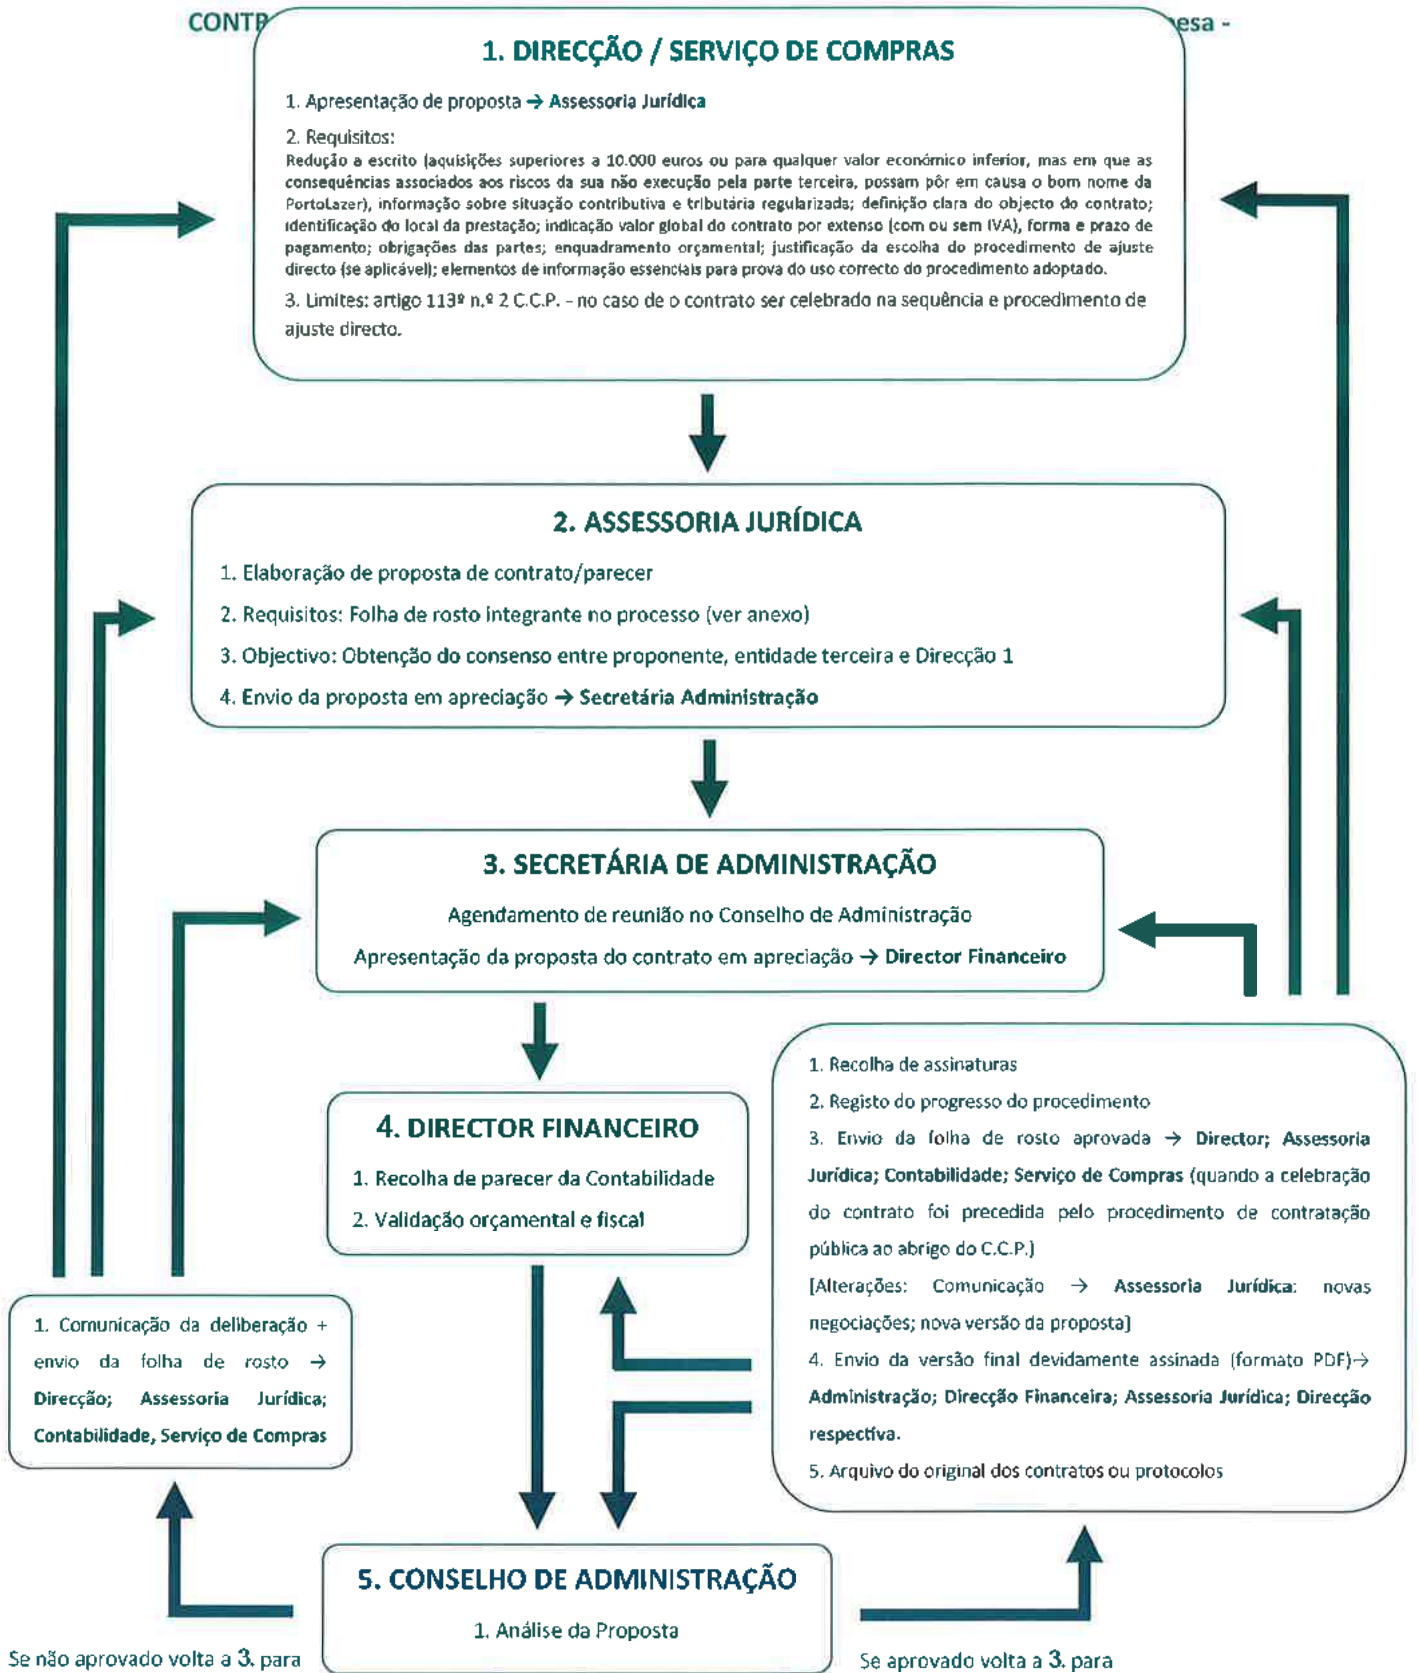 CONTR
esa -
1. DIRECÇÃO / SERVIÇO DE COMPRAS
1. Apresentação de proposta → Assessoria Jurídica
2. Requisitos:
Redução a escrito (aquisições superiores a 10.000 euros ou para qualquer valor económico inferior, mas em que as
consequências associados aos riscos da sua não execução pela parte terceira, possam pôr em causa o bom nome da
PortoLazer), informação sobre situação contributiva e tributária regularizada; definição clara do objecto do contrato;
identificação do local da prestação; indicação valor global do contrato por extenso (com ou sem IVA), forma e prazo de
pagamento; obrigações das partes; enquadramento orçamental; justificação da escolha do procedimento de ajuste
directo (se aplicável); elementos de informação essenciais para prova do uso correcto do procedimento adoptado.
3. Limites: artigo 113º n.º 2 C.C.P. - no caso de o contrato ser celebrado na sequência e procedimento de
ajuste directo.
2. ASSESSORIA JURÍDICA
1. Elaboração de proposta de contrato/parecer
2. Requisitos: Folha de rosto integrante no processo (ver anexo)
3. Objectivo: Obtenção do consenso entre proponente, entidade terceira e Direcção 1
4. Envio da proposta em apreciação → Secretária Administração
3. SECRETÁRIA DE ADMINISTRAÇÃO
Agendamento de reunião no Conselho de Administração
Apresentação da proposta do contrato em apreciação → Director Financeiro
4. DIRECTOR FINANCEIRO
1. Recolha de parecer da Contabilidade
2. Validação orçamental e fiscal
1. Recolha de assinaturas
2. Registo do progresso do procedimento
3. Envio da folha de rosto aprovada → Director; Assessoria
Jurídica; Contabilidade; Serviço de Compras (quando a celebração
do contrato foi precedida pelo procedimento de contratação
pública ao abrigo do C.C.P.)
[Alterações: Comunicação → Assessoria Jurídica: novas
negociações; nova versão da proposta]
4. Envio da versão final devidamente assinada (formato PDF)→
Administração; Direcção Financeira; Assessoria Jurídica; Direcção
respectiva.
5. Arquivo do original dos contratos ou protocolos
1. Comunicação da deliberação +
envio da folha de rosto →
Direcção; Assessoria Jurídica;
Contabilidade, Serviço de Compras
5. CONSELHO DE ADMINISTRAÇÃO
1. Análise da Proposta
Se não aprovado volta a 3. para
Se aprovado volta a 3. para